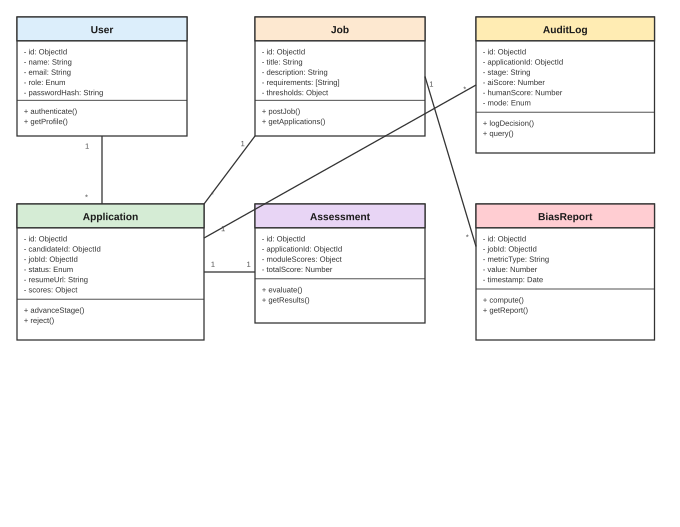 User
- id: ObjectId
- name: String
- email: String
- role: Enum
- passwordHash: String
+ authenticate()
+ getProfile()
Job
- id: ObjectId
- title: String
- description: String
- requirements: [String]
- thresholds: Object
+ postJob()
+ getApplications()
AuditLog
- id: ObjectId
- applicationId: ObjectId
- stage: String
- aiScore: Number
- humanScore: Number
- mode: Enum
+ logDecision()
+ query()
1
*
1
1
*
1
*
1
1
Application
- id: ObjectId
- candidateId: ObjectId
- jobId: ObjectId
- status: Enum
- resumeUrl: String
- scores: Object
+ advanceStage()
+ reject()
Assessment
- id: ObjectId
- applicationId: ObjectId
- moduleScores: Object
- totalScore: Number
+ evaluate()
+ getResults()
BiasReport
- id: ObjectId
- jobId: ObjectId
- metricType: String
- value: Number
- timestamp: Date
+ compute()
+ getReport()